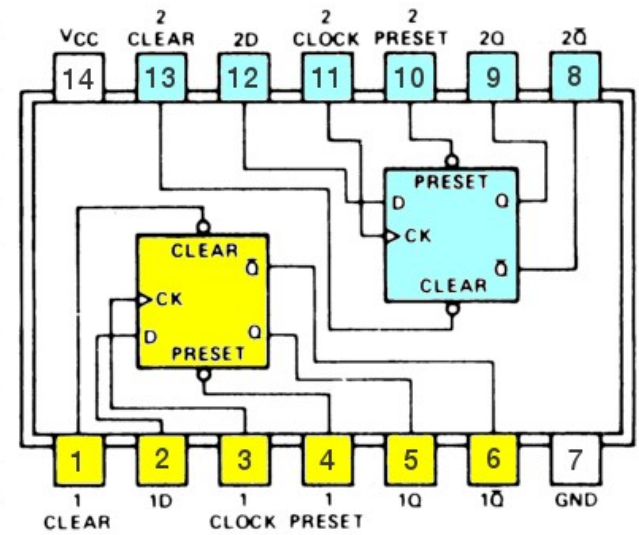 2 2 2
VCC CLEAR 2D CLOCK PRESET 2Q 2Q̅
14 13 12 11 10 9 8
PRESET
D Q
CK
Q̅
CLEAR
CLEAR
Q̅
CK
D Q
PRESET
1 2 3 4 5 6 7
1 1D 1 1 1Q 1Q̅ GND
CLEAR CLOCK PRESET